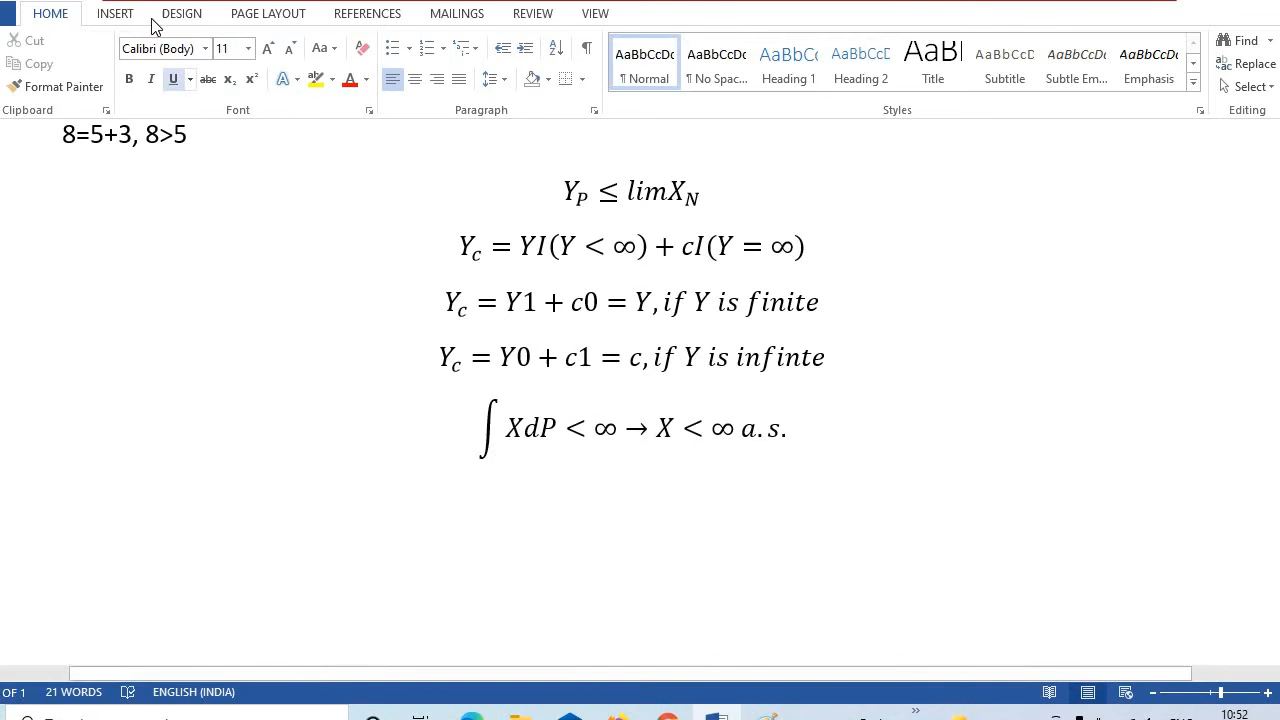 HOME INSERT DESIGN PAGE LAYOUT REFERENCES MAILINGS REVIEW VIEW
Cut
Copy
Format Painter
Calibri (Body) 11
Clipboard Font Paragraph Styles Editing
AaBbCcDc AaBbCcDc AaBbCc AaBbCcD AaB AaBbCcD AaBbCcDc AaBbCcDc
¶ Normal ¶ No Spac... Heading 1 Heading 2 Title Subtitle Subtle Em... Emphasis
Find
Replace
Select
8=5+3, 8>5
Y_P ≤ limX_N
Y_c = YI(Y < ∞) + cI(Y = ∞)
Y_c = Y1 + c0 = Y, if Y is finite
Y_c = Y0 + c1 = c, if Y is infinte
∫ XdP < ∞ → X < ∞ a.s.
OF 1 21 WORDS ENGLISH (INDIA)
10:52